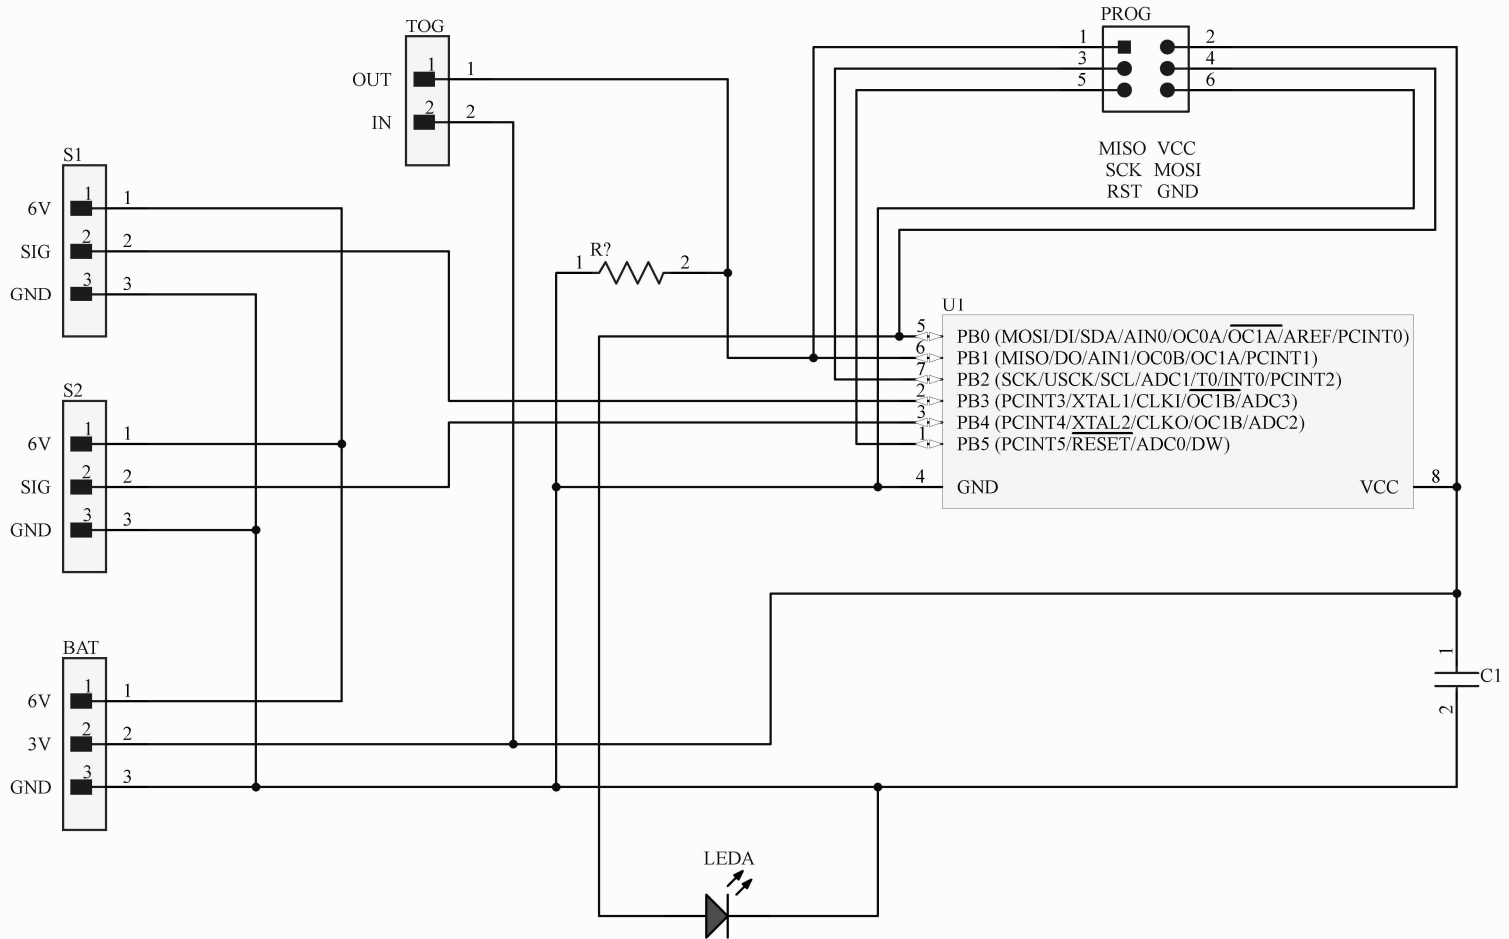 PROG
TOG
1
2
3
4
5
6
OUT
1
1
IN
2
2
MISO VCC
SCK MOSI
RST GND
S1
6V
1
1
SIG
2
2
GND
3
3
R?
1
2
U1
5
PB0 (MOSI/DI/SDA/AIN0/OC0A/OC1A/AREF/PCINT0)
6
PB1 (MISO/DO/AIN1/OC0B/OC1A/PCINT1)
7
PB2 (SCK/USCK/SCL/ADC1/T0/INT0/PCINT2)
2
PB3 (PCINT3/XTAL1/CLKI/OC1B/ADC3)
3
PB4 (PCINT4/XTAL2/CLKO/OC1B/ADC2)
1
PB5 (PCINT5/RESET/ADC0/DW)
4
GND
VCC
8
S2
6V
1
1
SIG
2
2
GND
3
3
BAT
6V
1
1
3V
2
2
GND
3
3
1
C1
2
LEDA